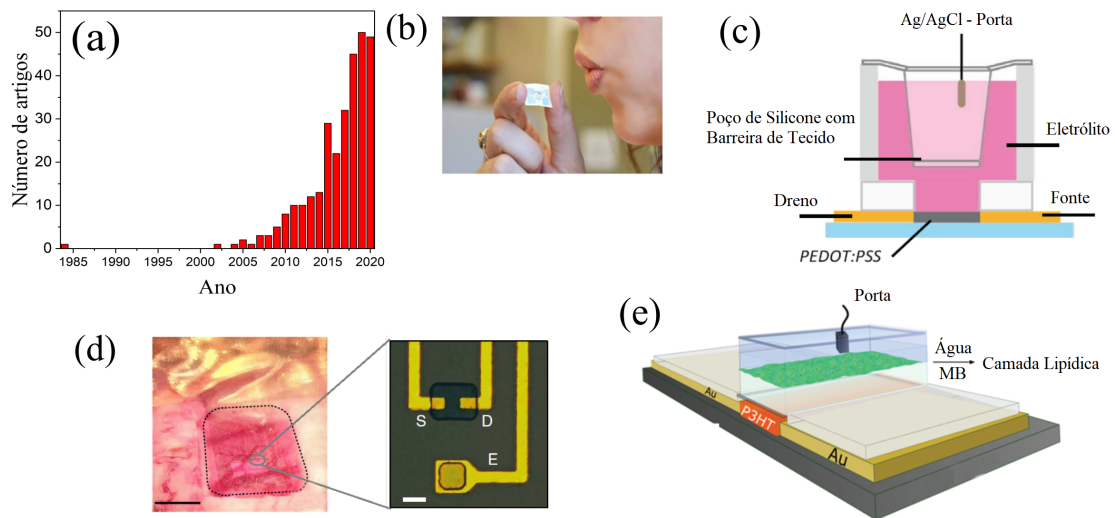 (a)
Número de artigos
50
40
30
20
10
0
1985
1990
1995
2000
2005
2010
2015
2020
Ano
(b)
(c)
Ag/AgCl - Porta
Poço de Silicone com
Barreira de Tecido
Eletrólito
Dreno
Fonte
PEDOT:PSS
(d)
S
D
E
(e)
Porta
Água
MB
Camada Lipídica
Au
P3HT
Au